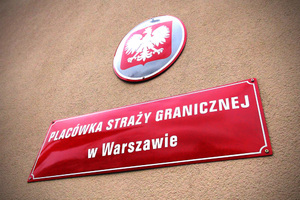 PLACÓWKA STRAŻY GRANICZNEJ
w Warszawie